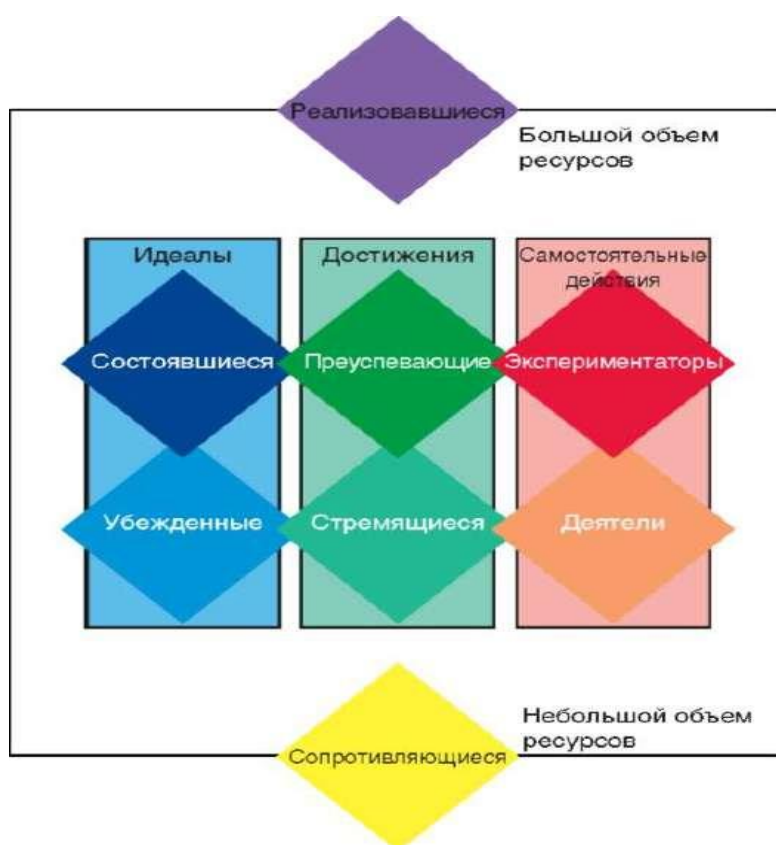 Реализовавшиеся
Большой объем
ресурсов
Идеалы
Достижения
Самостоятельные
действия
Состоявшиеся
Преуспевающие
Экспериментаторы
Убежденные
Стремящиеся
Деятели
Небольшой объем
ресурсов
Сопротивляющиеся